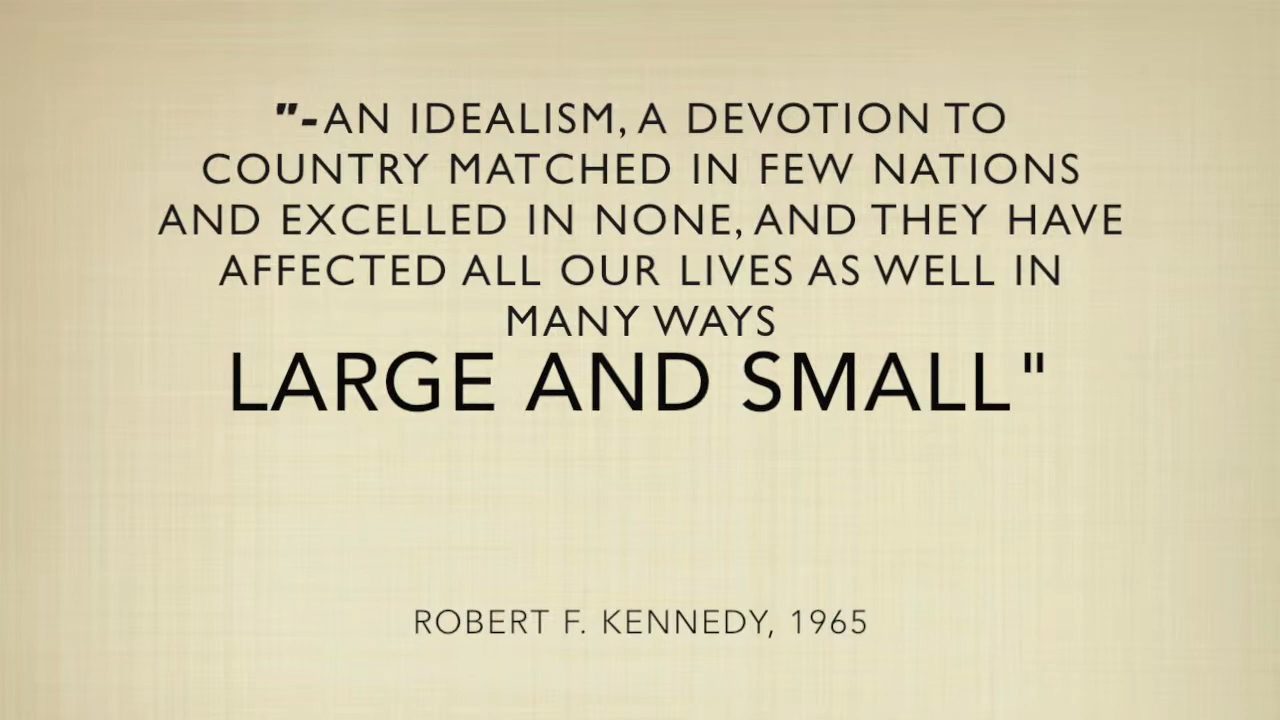 "-AN IDEALISM, A DEVOTION TO
COUNTRY MATCHED IN FEW NATIONS
AND EXCELLED IN NONE, AND THEY HAVE
AFFECTED ALL OUR LIVES AS WELL IN
MANY WAYS
LARGE AND SMALL"
ROBERT F. KENNEDY, 1965